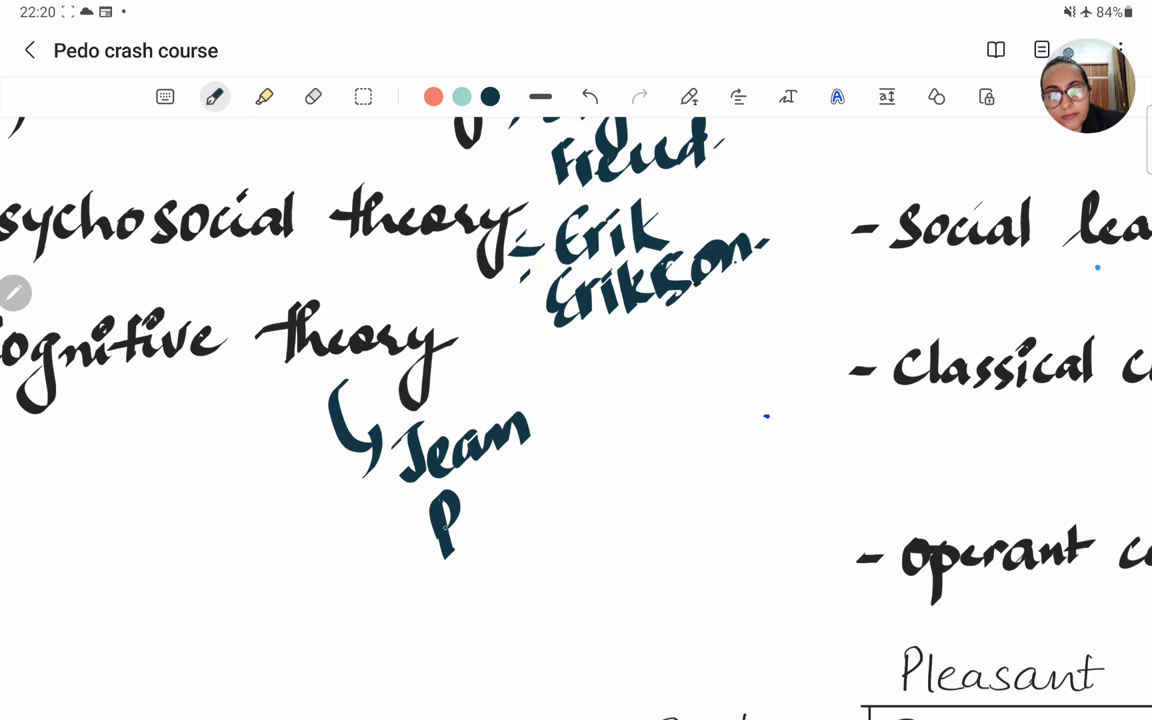 22:20
84%
Pedo crash course
Freud.
sychosocial theory
- Erik
Erikson.
- Social lea
ognitive theory
- Classical c
Jean
P
- operant c
Pleasant